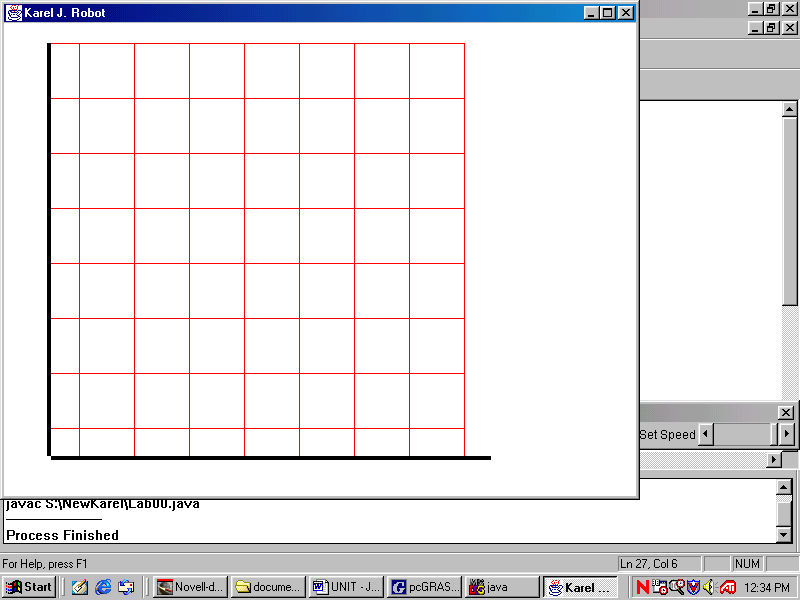 Karel J. Robot
Set Speed
javac S:\NewKarel\Lab00.java
Process Finished
For Help, press F1
Ln 27, Col 6
NUM
Start
Novell-d...
docume...
UNIT - J...
pcGRAS...
java
Karel ...
N
12:34 PM